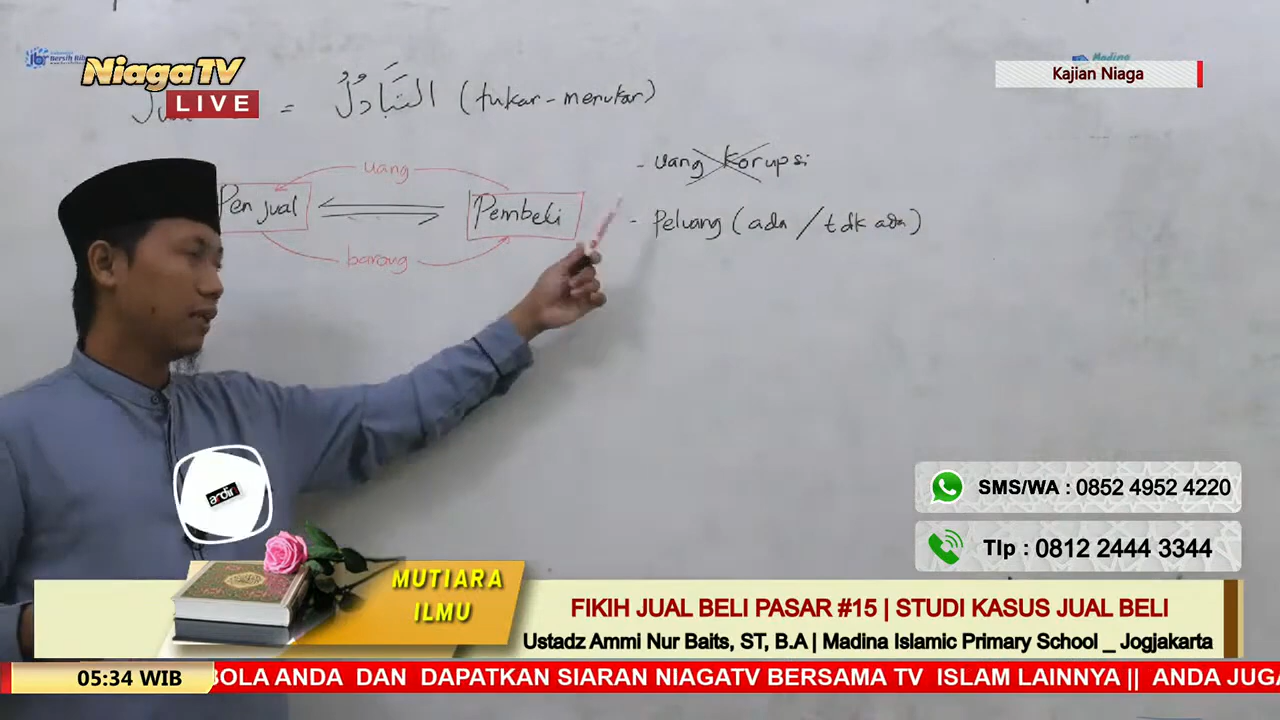 NiagaTV
LIVE
Kajian Niaga
= التَّبَادُلُ (tukar-menukar)
uang
Penjual
Pembeli
barang
- Uang Korupsi
- Peluang (ada / tdk ada)
ardin
SMS/WA : 0852 4952 4220
Tlp : 0812 2444 3344
MUTIARA
ILMU
FIKIH JUAL BELI PASAR #15 | STUDI KASUS JUAL BELI
Ustadz Ammi Nur Baits, ST, B.A | Madina Islamic Primary School _ Jogjakarta
05:34 WIB
BOLA ANDA DAN DAPATKAN SIARAN NIAGATV BERSAMA TV ISLAM LAINNYA || ANDA JUGA